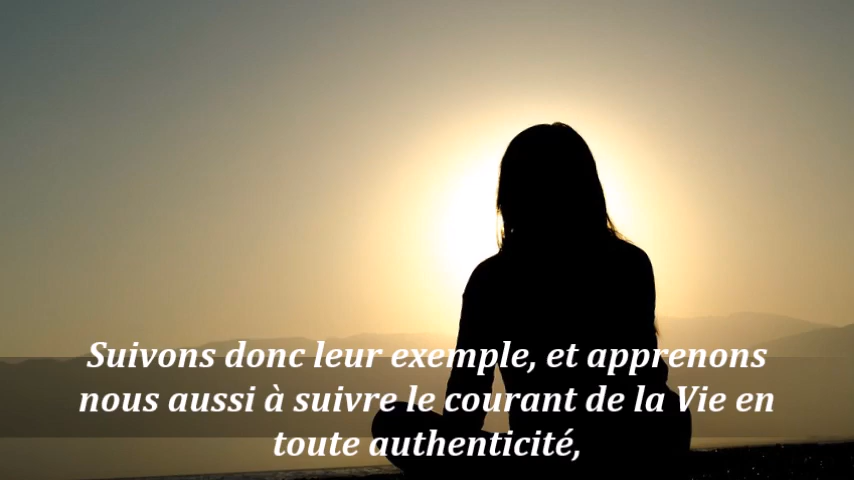 Suivons donc leur exemple, et apprenons
nous aussi à suivre le courant de la Vie en
toute authenticité,